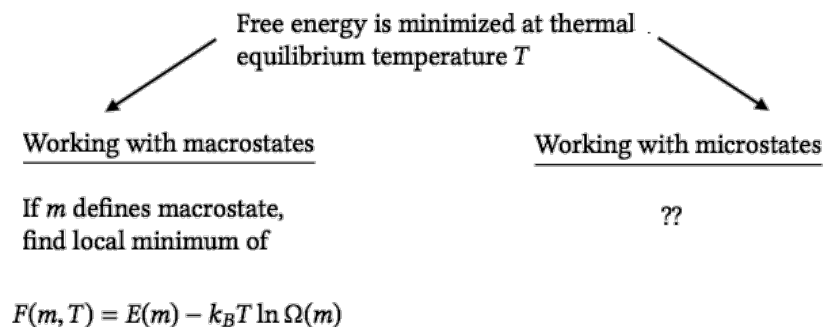 Free energy is minimized at thermal
equilibrium temperature T
Working with macrostates
Working with microstates
If m defines macrostate,
find local minimum of
??
F(m, T) = E(m) − k_BT ln Ω(m)